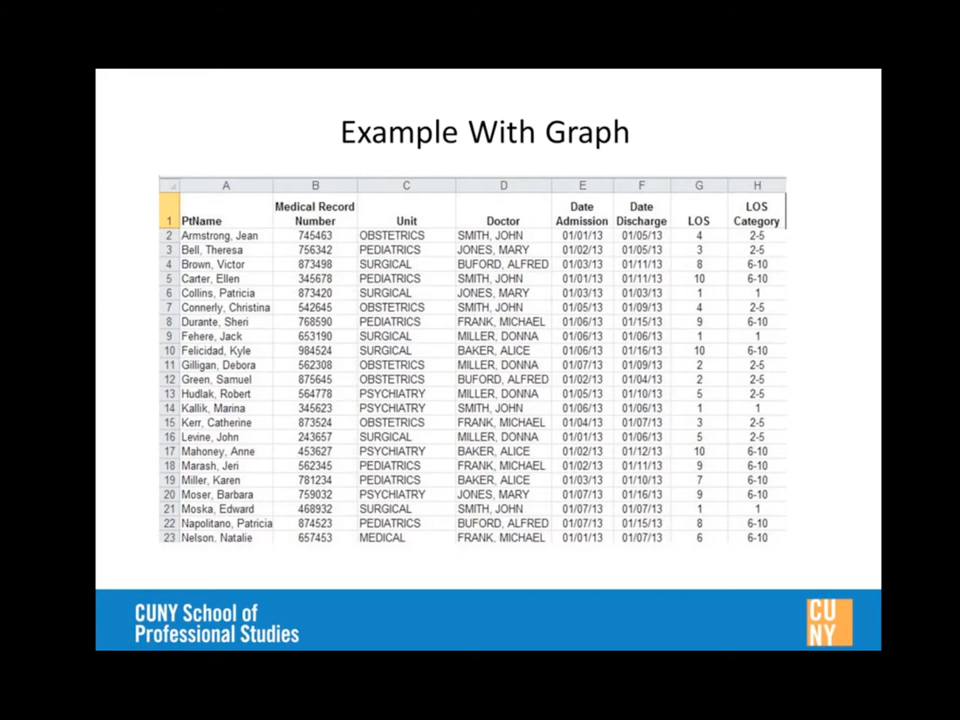 Example With Graph
A B C D E F G H
Medical Record Date Date LOS
1 PtName Number Unit Doctor Admission Discharge LOS Category
2 Armstrong, Jean 745463 OBSTETRICS SMITH, JOHN 01/01/13 01/05/13 4 2-5
3 Bell, Theresa 756342 PEDIATRICS JONES, MARY 01/02/13 01/05/13 3 2-5
4 Brown, Victor 873498 SURGICAL BUFORD, ALFRED 01/03/13 01/11/13 8 6-10
5 Carter, Ellen 345678 PEDIATRICS SMITH, JOHN 01/01/13 01/11/13 10 6-10
6 Collins, Patricia 873420 SURGICAL JONES, MARY 01/03/13 01/03/13 1 1
7 Connerly, Christina 542645 OBSTETRICS SMITH, JOHN 01/05/13 01/09/13 4 2-5
8 Durante, Sheri 768590 PEDIATRICS FRANK, MICHAEL 01/06/13 01/15/13 9 6-10
9 Fehere, Jack 653190 SURGICAL MILLER, DONNA 01/06/13 01/06/13 1 1
10 Felicidad, Kyle 984524 SURGICAL BAKER, ALICE 01/06/13 01/16/13 10 6-10
11 Gilligan, Debora 562308 OBSTETRICS MILLER, DONNA 01/07/13 01/09/13 2 2-5
12 Green, Samuel 875645 OBSTETRICS BUFORD, ALFRED 01/02/13 01/04/13 2 2-5
13 Hudlak, Robert 564778 PSYCHIATRY MILLER, DONNA 01/05/13 01/10/13 5 2-5
14 Kallik, Marina 345623 PSYCHIATRY SMITH, JOHN 01/06/13 01/06/13 1 1
15 Kerr, Catherine 873524 OBSTETRICS FRANK, MICHAEL 01/04/13 01/07/13 3 2-5
16 Levine, John 243657 SURGICAL MILLER, DONNA 01/01/13 01/06/13 5 2-5
17 Mahoney, Anne 453627 PSYCHIATRY BAKER, ALICE 01/02/13 01/12/13 10 6-10
18 Marash, Jeri 562345 PEDIATRICS FRANK, MICHAEL 01/02/13 01/11/13 9 6-10
19 Miller, Karen 781234 PEDIATRICS BAKER, ALICE 01/03/13 01/10/13 7 6-10
20 Moser, Barbara 759032 PSYCHIATRY JONES, MARY 01/07/13 01/16/13 9 6-10
21 Moska, Edward 468932 SURGICAL SMITH, JOHN 01/07/13 01/07/13 1 1
22 Napolitano, Patricia 874523 PEDIATRICS BUFORD, ALFRED 01/07/13 01/15/13 8 6-10
23 Nelson, Natalie 657453 MEDICAL FRANK, MICHAEL 01/01/13 01/07/13 6 6-10
CUNY School of
Professional Studies
CU
NY